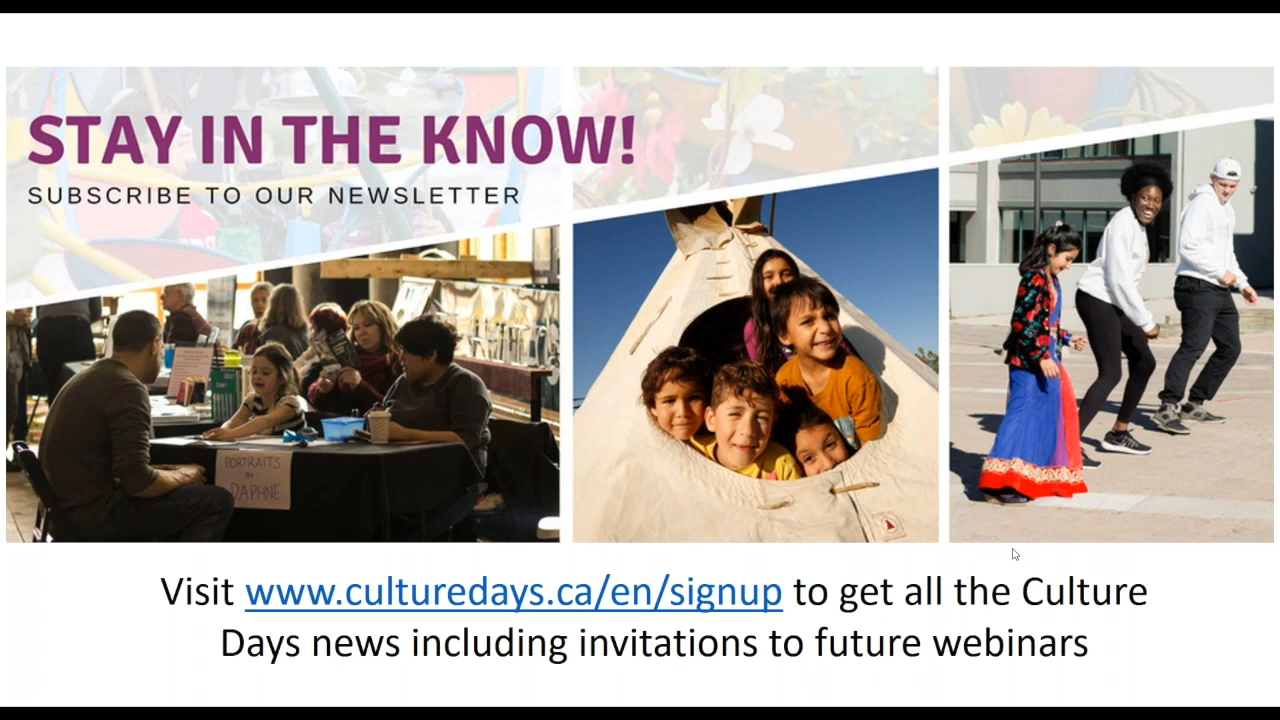 STAY IN THE KNOW!
SUBSCRIBE TO OUR NEWSLETTER
PORTRAITS
BY
DAPHNE
Visit www.culturedays.ca/en/signup to get all the Culture
Days news including invitations to future webinars